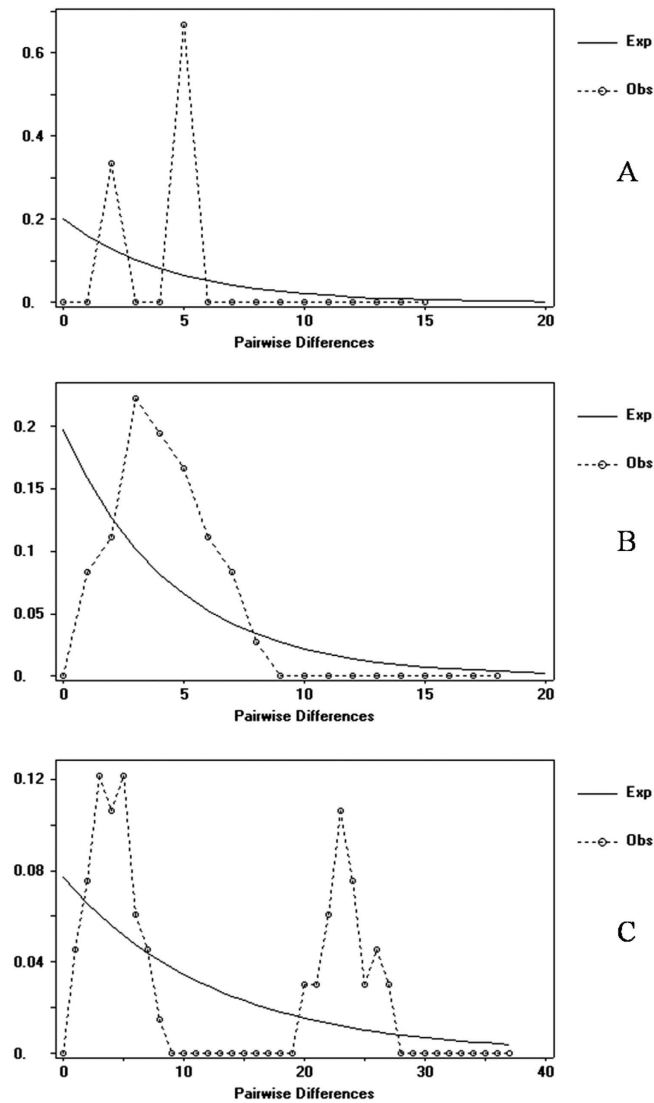 0.6
0.4
0.2
0.
0 5 10 15 20
Pairwise Differences
Exp
Obs
A
0.2
0.15
0.1
0.05
0.
0 5 10 15 20
Pairwise Differences
Exp
Obs
B
0.12
0.08
0.04
0.
0 10 20 30 40
Pairwise Differences
Exp
Obs
C